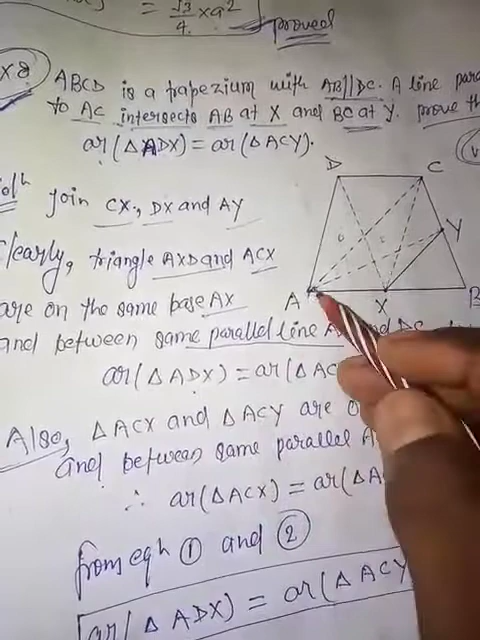 = √3/4 × a²
proved
x 8
ABCD is a trapezium with AB||DC. A line para
to AC intersects AB at X and BC at Y. prove th
ar(ΔADX) = ar(ΔACY).
Join CX, DX and AY
D C
Clearly, triangle AXD and ACX
Y
are on the same base AX
A X B
and between same parallel line A DC
ar(ΔADX) = ar(ΔAC
Also, ΔACX and ΔACY are o
and between same parallel A
∴ ar(ΔACX) = ar(ΔA
from eqn ① and ②
ar(ΔADX) = ar(ΔACY